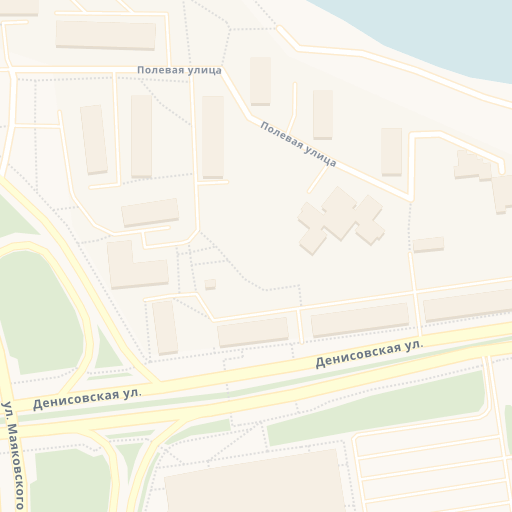 Полевая улица
Полевая улица
Денисовская ул.
Денисовская ул.
ул. Маяковского